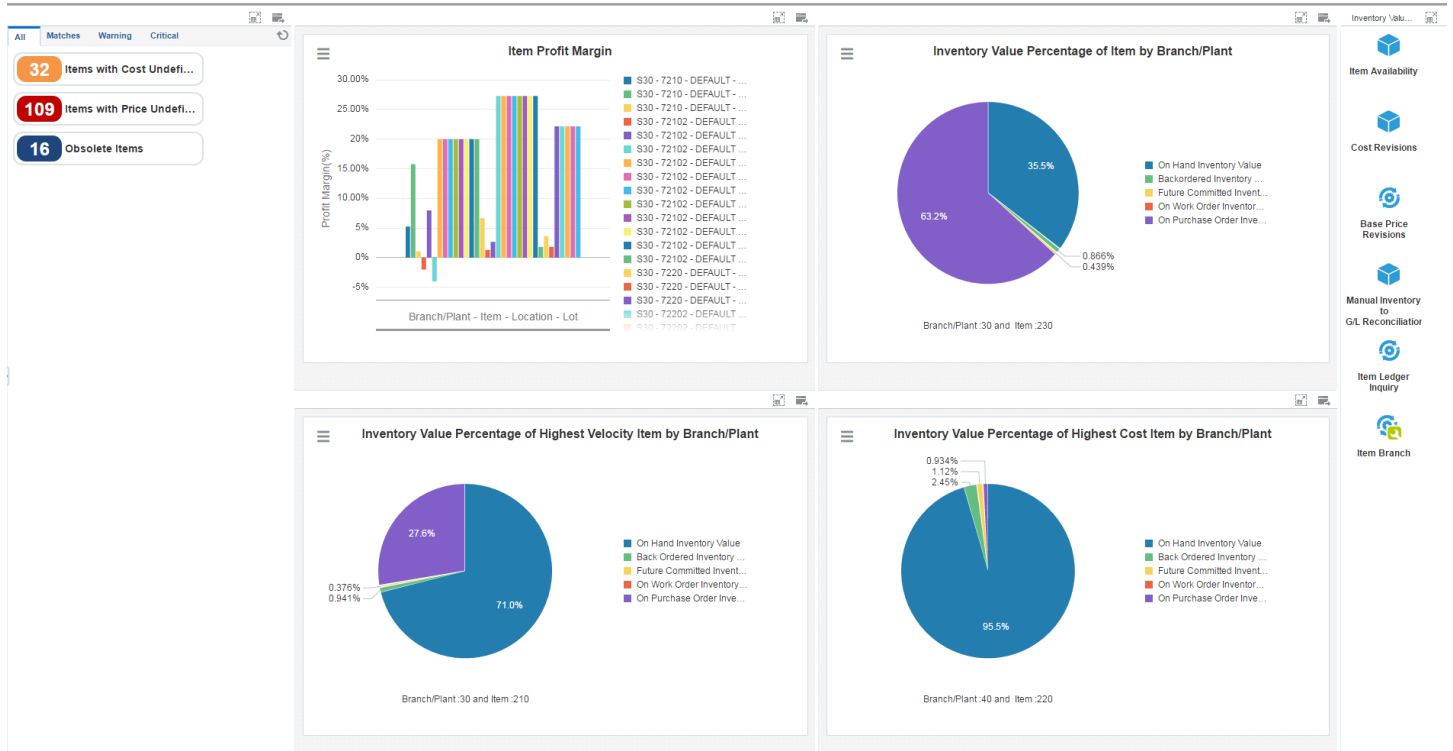 All
Matches
Warning
Critical
32 Items with Cost Undefi...
109 Items with Price Undefi...
16 Obsolete Items
Item Profit Margin
30.00%
25.00%
20%
15.00%
10.00%
5%
0%
-5%
Profit Margin(%)
Branch/Plant - Item - Location - Lot
S30 - 7210 - DEFAULT - ...
S30 - 7210 - DEFAULT - ...
S30 - 7210 - DEFAULT - ...
S30 - 72102 - DEFAULT ...
S30 - 72102 - DEFAULT ...
S30 - 72102 - DEFAULT ...
S30 - 72102 - DEFAULT ...
S30 - 72102 - DEFAULT ...
S30 - 72102 - DEFAULT ...
S30 - 72102 - DEFAULT ...
S30 - 72102 - DEFAULT ...
S30 - 72102 - DEFAULT ...
S30 - 72102 - DEFAULT ...
S30 - 72102 - DEFAULT ...
S30 - 7220 - DEFAULT - ...
S30 - 7220 - DEFAULT - ...
S30 - 7220 - DEFAULT - ...
S30 - 72202 - DEFAULT ...
S30 - 72202 - DEFAULT
Inventory Value Percentage of Item by Branch/Plant
35.5%
63.2%
0.866%
0.439%
On Hand Inventory Value
Backordered Inventory ...
Future Committed Invent...
On Work Order Inventor...
On Purchase Order Inve...
Branch/Plant :30 and Item :230
Inventory Value Percentage of Highest Velocity Item by Branch/Plant
27.6%
0.376%
0.941%
71.0%
On Hand Inventory Value
Back Ordered Inventory ...
Future Committed Invent...
On Work Order Inventory...
On Purchase Order Inve...
Branch/Plant :30 and Item :210
Inventory Value Percentage of Highest Cost Item by Branch/Plant
0.934%
1.12%
2.45%
95.5%
On Hand Inventory Value
Back Ordered Inventory ...
Future Committed Invent...
On Work Order Inventor...
On Purchase Order Inve...
Branch/Plant :40 and Item :220
Inventory Valu...
Item Availability
Cost Revisions
Base Price
Revisions
Manual Inventory
to
G/L Reconciliation
Item Ledger
Inquiry
Item Branch